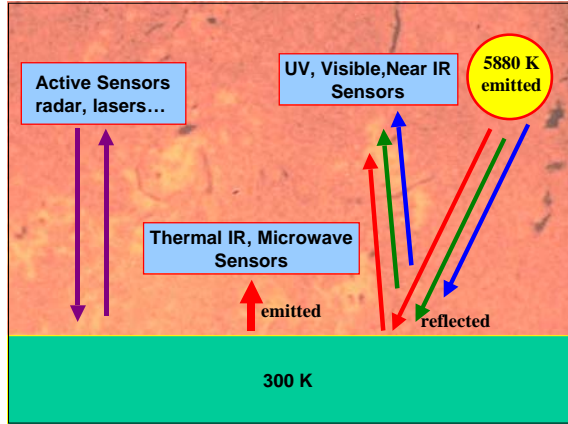 Active Sensors
radar, lasers…
UV, Visible,Near IR
Sensors
5880 K
emitted
Thermal IR, Microwave
Sensors
emitted
reflected
300 K